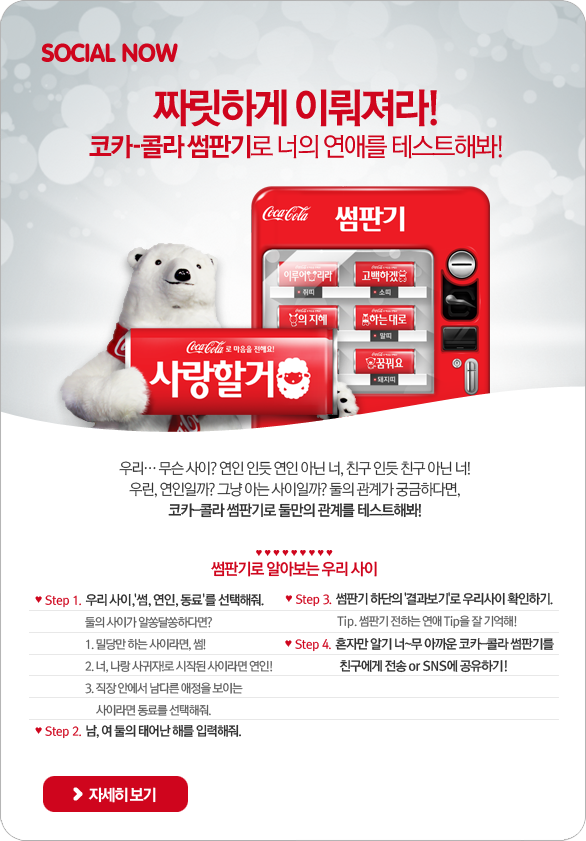 SOCIAL NOW
짜릿하게 이뤄져라!
코카-콜라 썸판기로 너의 연애를 테스트해봐!
Coca-Cola 썸판기
이루어 리라
고백하겠
쥐띠
소띠
의 지혜
하는대로
말띠
꿈꿔요
돼지띠
Coca-Cola 로 마음을 전해요!
사랑할거
우리… 무슨 사이? 연인 인듯 연인 아닌 너, 친구 인듯 친구 아닌 너!
우린, 연인일까? 그냥 아는 사이일까? 둘의 관계가 궁금하다면,
코카-콜라 썸판기로 둘만의 관계를 테스트해봐!
썸판기로 알아보는 우리 사이
Step 1. 우리 사이,'썸, 연인, 동료'를 선택해줘.
둘의 사이가 알쏭달쏭하다면?
1. 밀당만 하는 사이라면, 썸!
2. 너, 나랑 사귀자!로 시작된 사이라면 연인!
3. 직장 안에서 남다른 애정을 보이는
사이라면 동료를 선택해줘.
Step 2. 남, 여 둘의 태어난 해를 입력해줘.
Step 3. 썸판기 하단의 '결과보기'로 우리사이 확인하기.
Tip. 썸판기 전하는 연애 Tip을 잘 기억해!
Step 4. 혼자만 알기 너~무 아까운 코카-콜라 썸판기를
친구에게 전송 or SNS에 공유하기!
자세히 보기